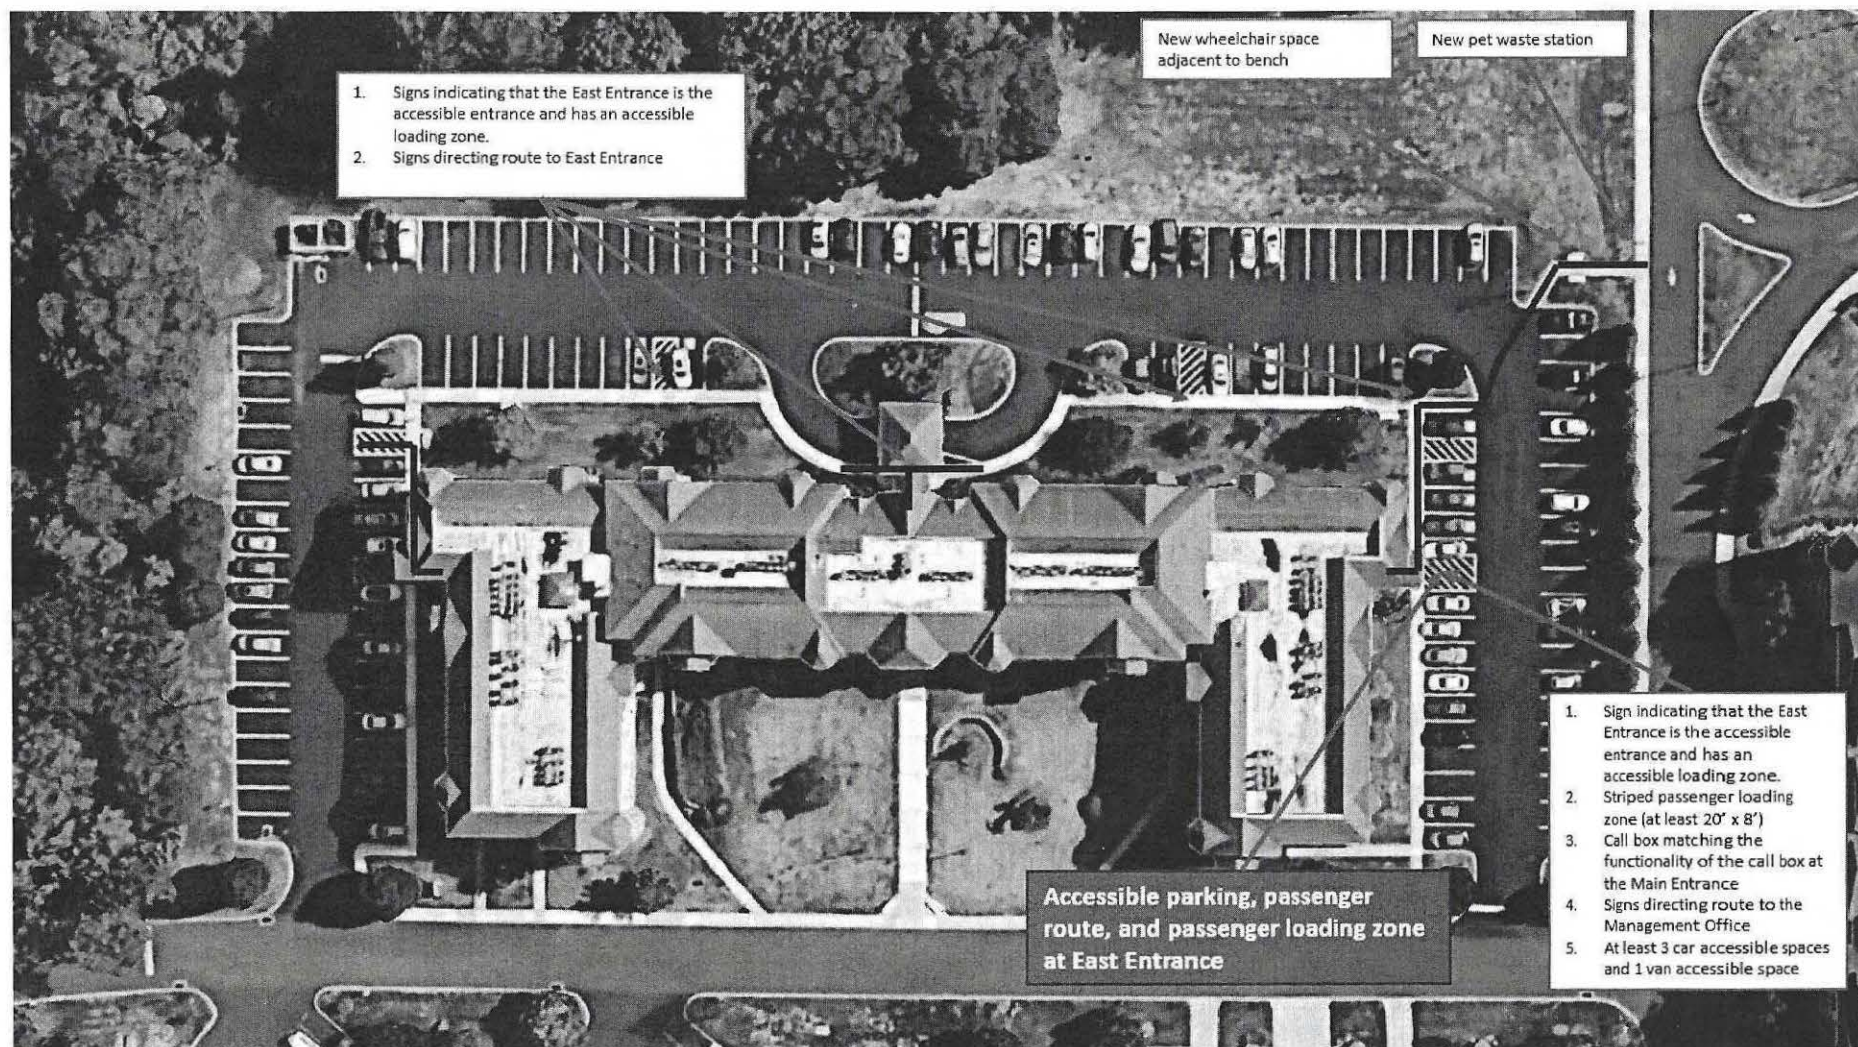 New wheelchair space
adjacent to bench
New pet waste station
1. Signs indicating that the East Entrance is the
accessible entrance and has an accessible
loading zone.
2. Signs directing route to East Entrance
1. Sign indicating that the East
Entrance is the accessible
entrance and has an
accessible loading zone.
2. Striped passenger loading
zone (at least 20' x 8')
3. Call box matching the
functionality of the call box at
the Main Entrance
4. Signs directing route to the
Management Office
5. At least 3 car accessible spaces
and 1 van accessible space
Accessible parking, passenger
route, and passenger loading zone
at East Entrance